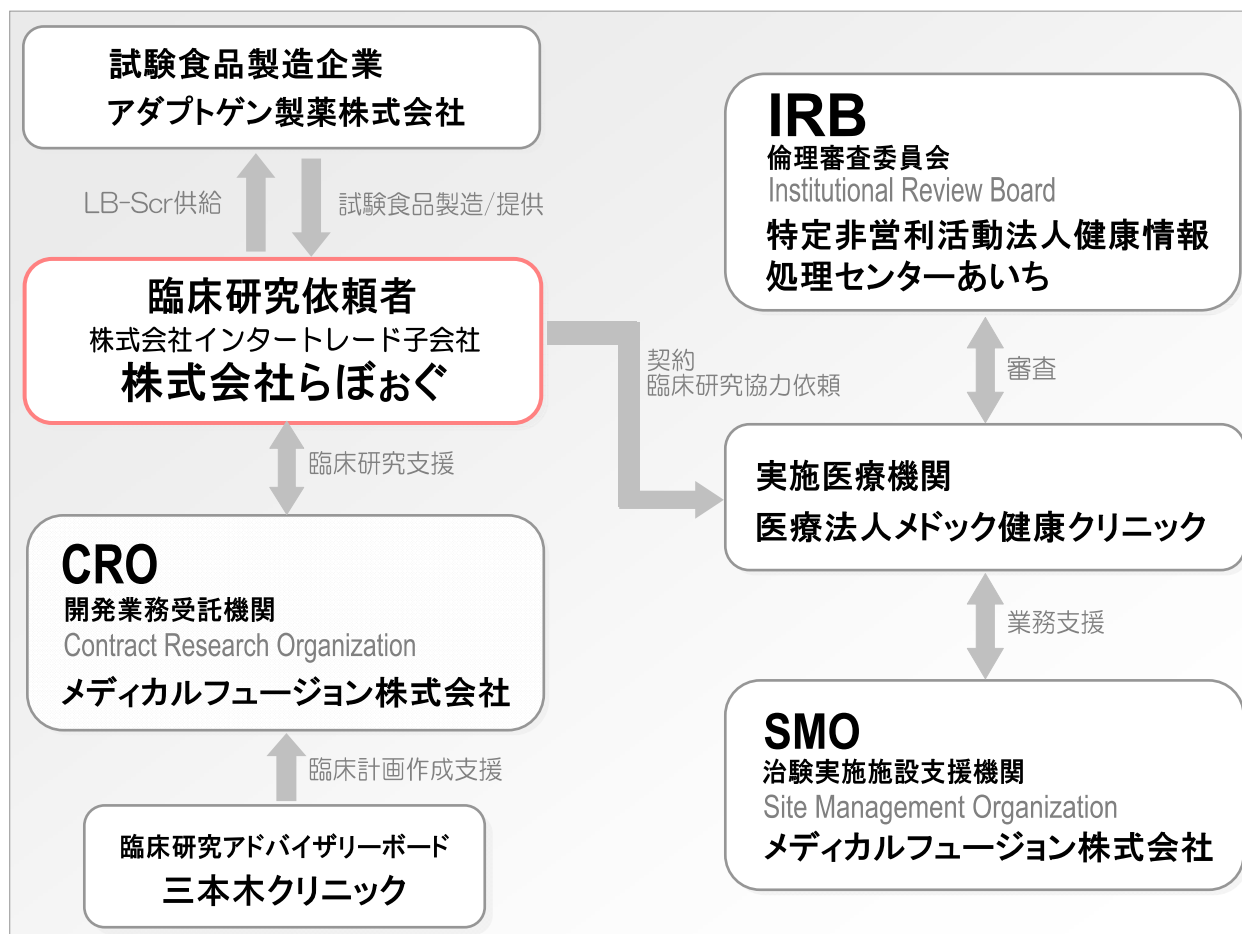 試験食品製造企業
アダプトゲン製薬株式会社
LB-Scr供給
試験食品製造/提供
臨床研究依頼者
株式会社インタートレード子会社
株式会社らぼぉぐ
臨床研究支援
CRO
開発業務受託機関
Contract Research Organization
メディカルフュージョン株式会社
臨床計画作成支援
臨床研究アドバイザリーボード
三本木クリニック
契約
臨床研究協力依頼
IRB
倫理審査委員会
Institutional Review Board
特定非営利活動法人健康情報
処理センターあいち
審査
実施医療機関
医療法人メドック健康クリニック
業務支援
SMO
治験実施施設支援機関
Site Management Organization
メディカルフュージョン株式会社